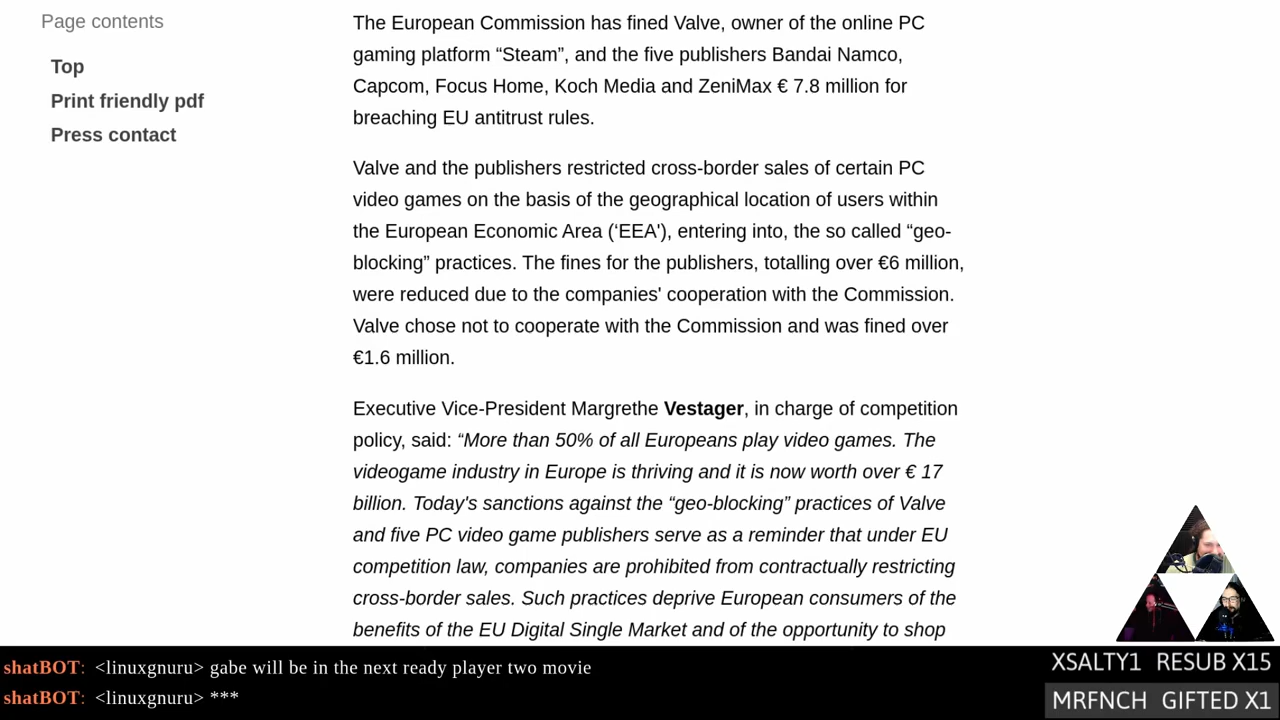 Page contents
Top
Print friendly pdf
Press contact
The European Commission has fined Valve, owner of the online PC
gaming platform “Steam”, and the five publishers Bandai Namco,
Capcom, Focus Home, Koch Media and ZeniMax € 7.8 million for
breaching EU antitrust rules.
Valve and the publishers restricted cross-border sales of certain PC
video games on the basis of the geographical location of users within
the European Economic Area (‘EEA'), entering into, the so called “geo-
blocking” practices. The fines for the publishers, totalling over €6 million,
were reduced due to the companies' cooperation with the Commission.
Valve chose not to cooperate with the Commission and was fined over
€1.6 million.
Executive Vice-President Margrethe Vestager, in charge of competition
policy, said: “More than 50% of all Europeans play video games. The
videogame industry in Europe is thriving and it is now worth over € 17
billion. Today's sanctions against the “geo-blocking” practices of Valve
and five PC video game publishers serve as a reminder that under EU
competition law, companies are prohibited from contractually restricting
cross-border sales. Such practices deprive European consumers of the
benefits of the EU Digital Single Market and of the opportunity to shop
shatBOT: <linuxgnuru> gabe will be in the next ready player two movie
shatBOT: <linuxgnuru> ***
XSALTY1 RESUB X15
MRFNCH GIFTED X1